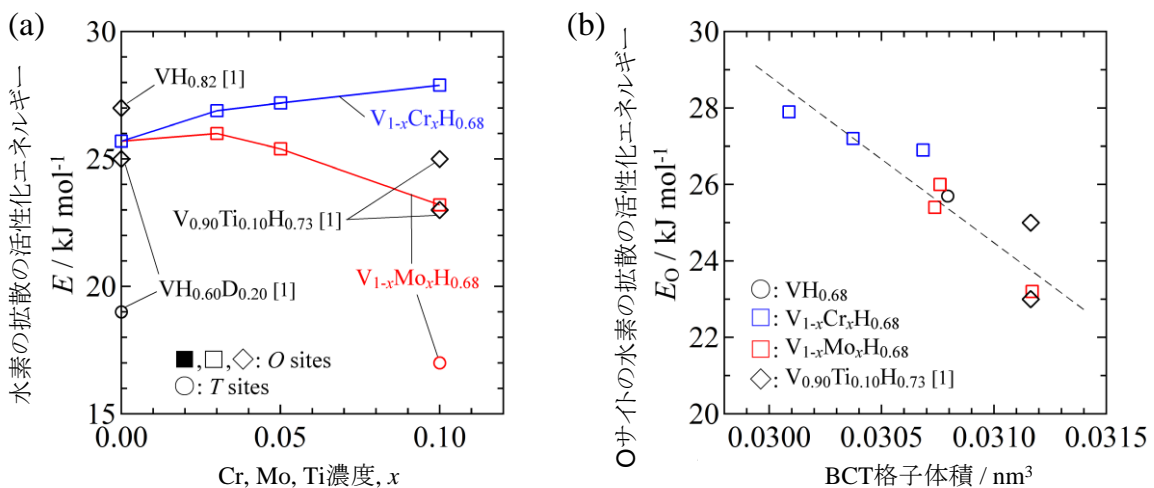 (a)
水素の拡散の活性化エネルギー
E / kJ mol-1
30
25
20
15
VH0.82 [1]
V1-xCrxH0.68
V0.90Ti0.10H0.73 [1]
V1-xMoxH0.68
VH0.60D0.20 [1]
■,□,◇: O sites
○: T sites
0.00 0.05 0.10
Cr, Mo, Ti濃度, x
(b)
Oサイトの水素の拡散の活性化エネルギー
EO / kJ mol-1
30
28
26
24
22
20
○: VH0.68
□: V1-xCrxH0.68
□: V1-xMoxH0.68
◇: V0.90Ti0.10H0.73 [1]
0.0300 0.0305 0.0310 0.0315
BCT格子体積 / nm3